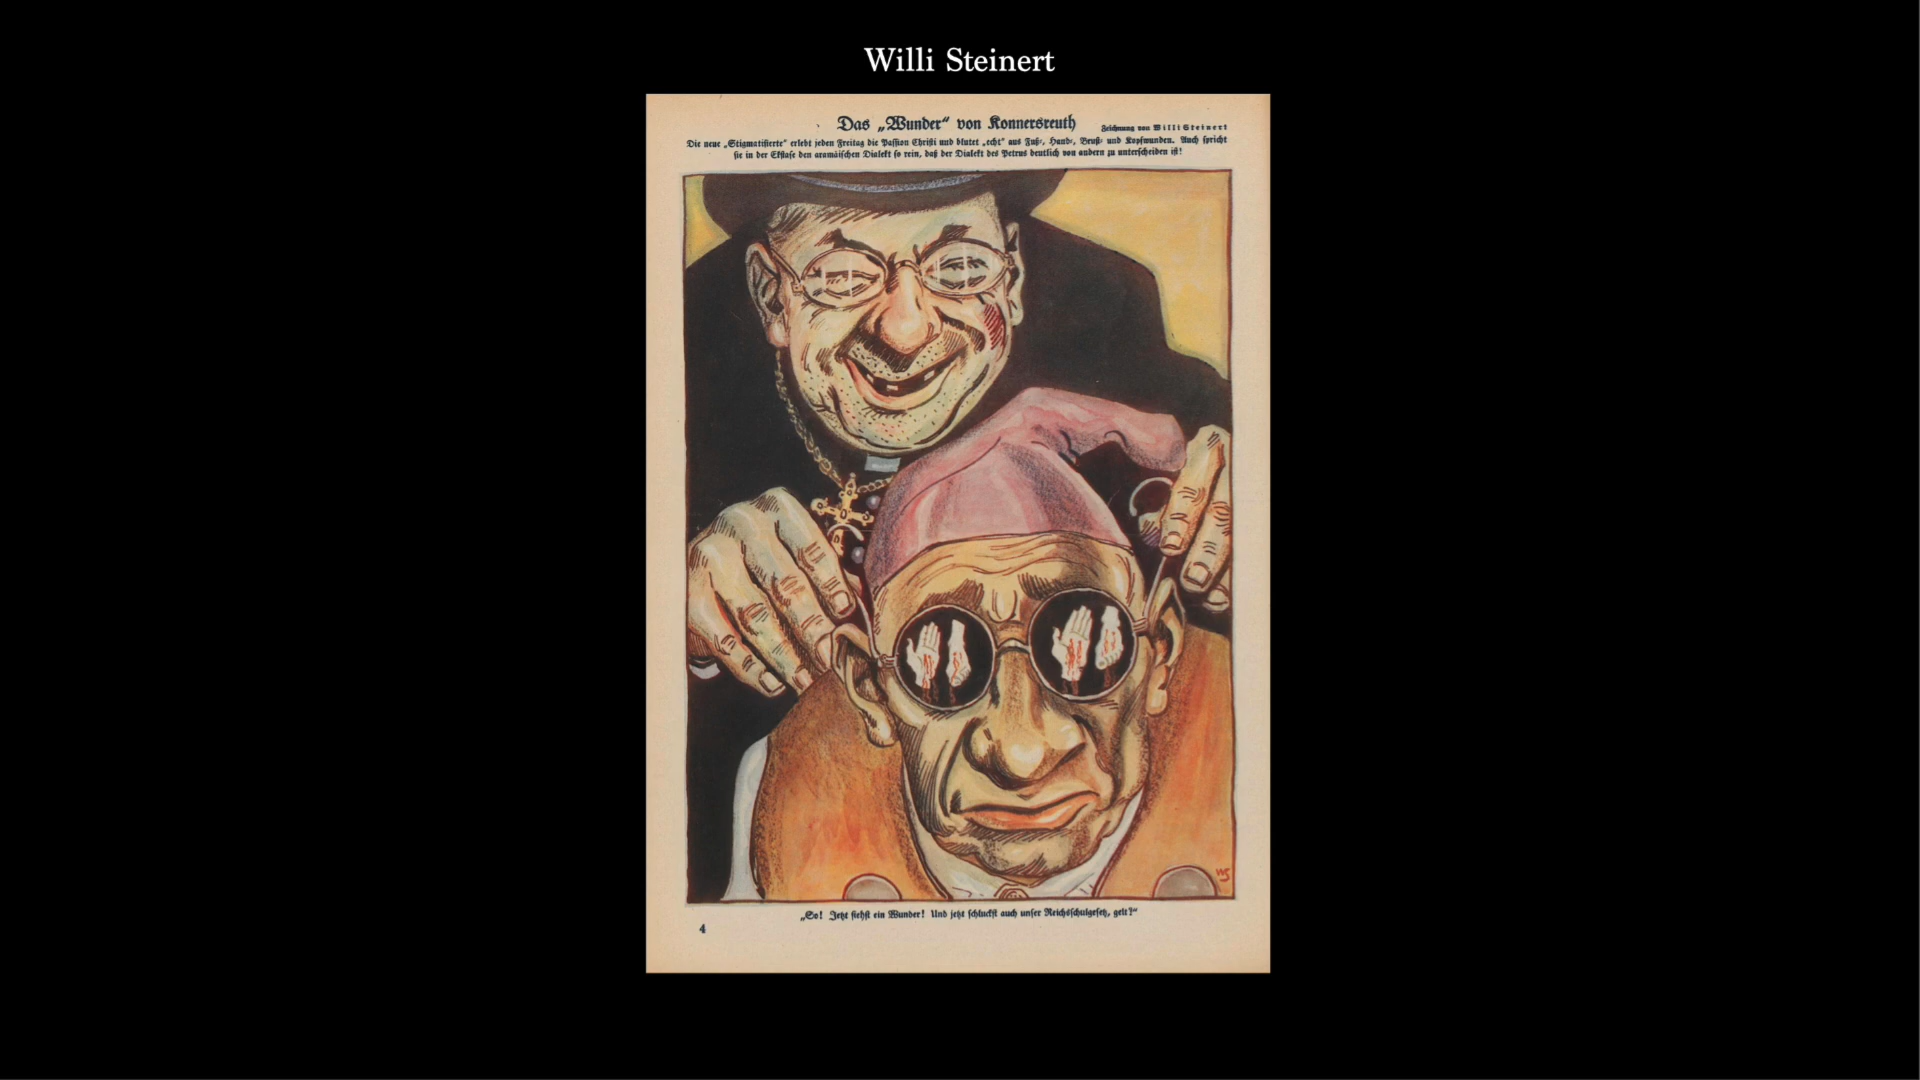 Willi Steinert
Das „Wunder“ von Konnersreuth
Zeichnung von Willi Steinert
Die neue „Stigmatisierte“ erlebt jeden Freitag die Passion Christi und blutet „echt“ aus Fuß-, Hand-, Brust- und Kopfwunden. Auch spricht
sie in der Ekstase den aramäischen Dialekt so rein, daß der Dialekt des Petrus deutlich von andern zu unterscheiden ist!
WS
„So! Jetzt siehst ein Wunder! Und jetzt schluckst auch unser Reichsschulgesetz, gelt?“
4